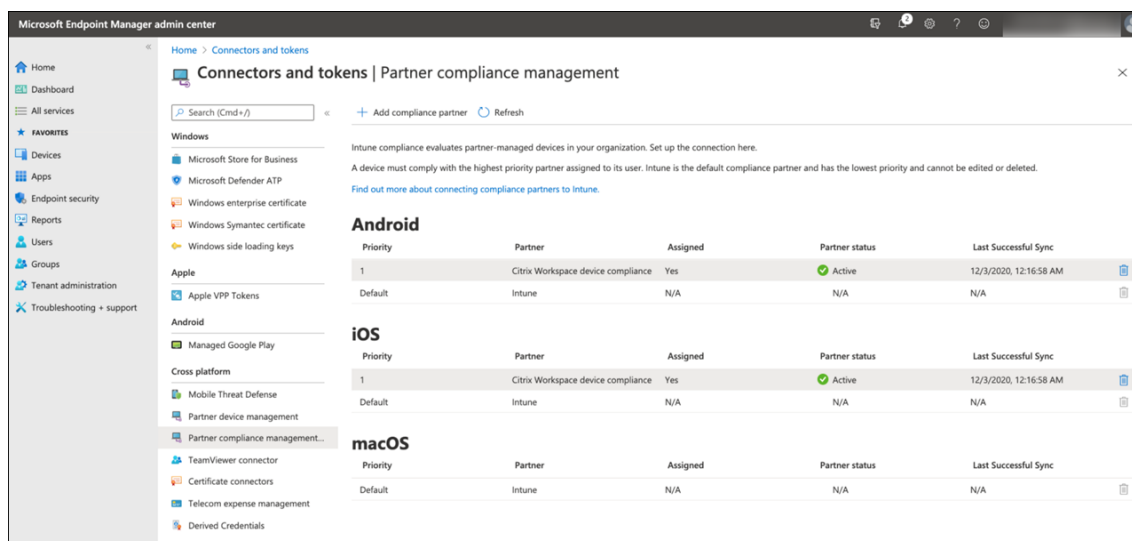 Microsoft Endpoint Manager admin center
2
?
«
Home
Dashboard
All services
FAVORITES
Devices
Apps
Endpoint security
Reports
Users
Groups
Tenant administration
Troubleshooting + support
Home > Connectors and tokens
Connectors and tokens | Partner compliance management
Search (Cmd+/)
«
Windows
Microsoft Store for Business
Microsoft Defender ATP
Windows enterprise certificate
Windows Symantec certificate
Windows side loading keys
Apple
Apple VPP Tokens
Android
Managed Google Play
Cross platform
Mobile Threat Defense
Partner device management
Partner compliance management...
TeamViewer connector
Certificate connectors
Telecom expense management
Derived Credentials
+ Add compliance partner Refresh
Intune compliance evaluates partner-managed devices in your organization. Set up the connection here.
A device must comply with the highest priority partner assigned to its user. Intune is the default compliance partner and has the lowest priority and cannot be edited or deleted.
Find out more about connecting compliance partners to Intune.
Android
Priority Partner Assigned Partner status Last Successful Sync
1 Citrix Workspace device compliance Yes Active 12/3/2020, 12:16:58 AM
Default Intune N/A N/A N/A
iOS
Priority Partner Assigned Partner status Last Successful Sync
1 Citrix Workspace device compliance Yes Active 12/3/2020, 12:16:58 AM
Default Intune N/A N/A N/A
macOS
Priority Partner Assigned Partner status Last Successful Sync
Default Intune N/A N/A N/A